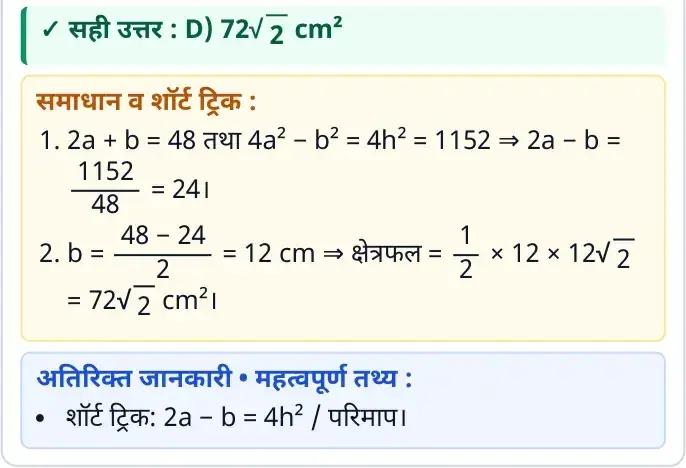 ✓ सही उत्तर : D) 72√2 cm²
समाधान व शॉर्ट ट्रिक :
1. 2a + b = 48 तथा 4a² − b² = 4h² = 1152 ⇒ 2a − b =
1152/48 = 24।
2. b = (48 − 24)/2 = 12 cm ⇒ क्षेत्रफल = 1/2 × 12 × 12√2
= 72√2 cm²।
अतिरिक्त जानकारी • महत्वपूर्ण तथ्य :
• शॉर्ट ट्रिक: 2a − b = 4h² / परिमाप।